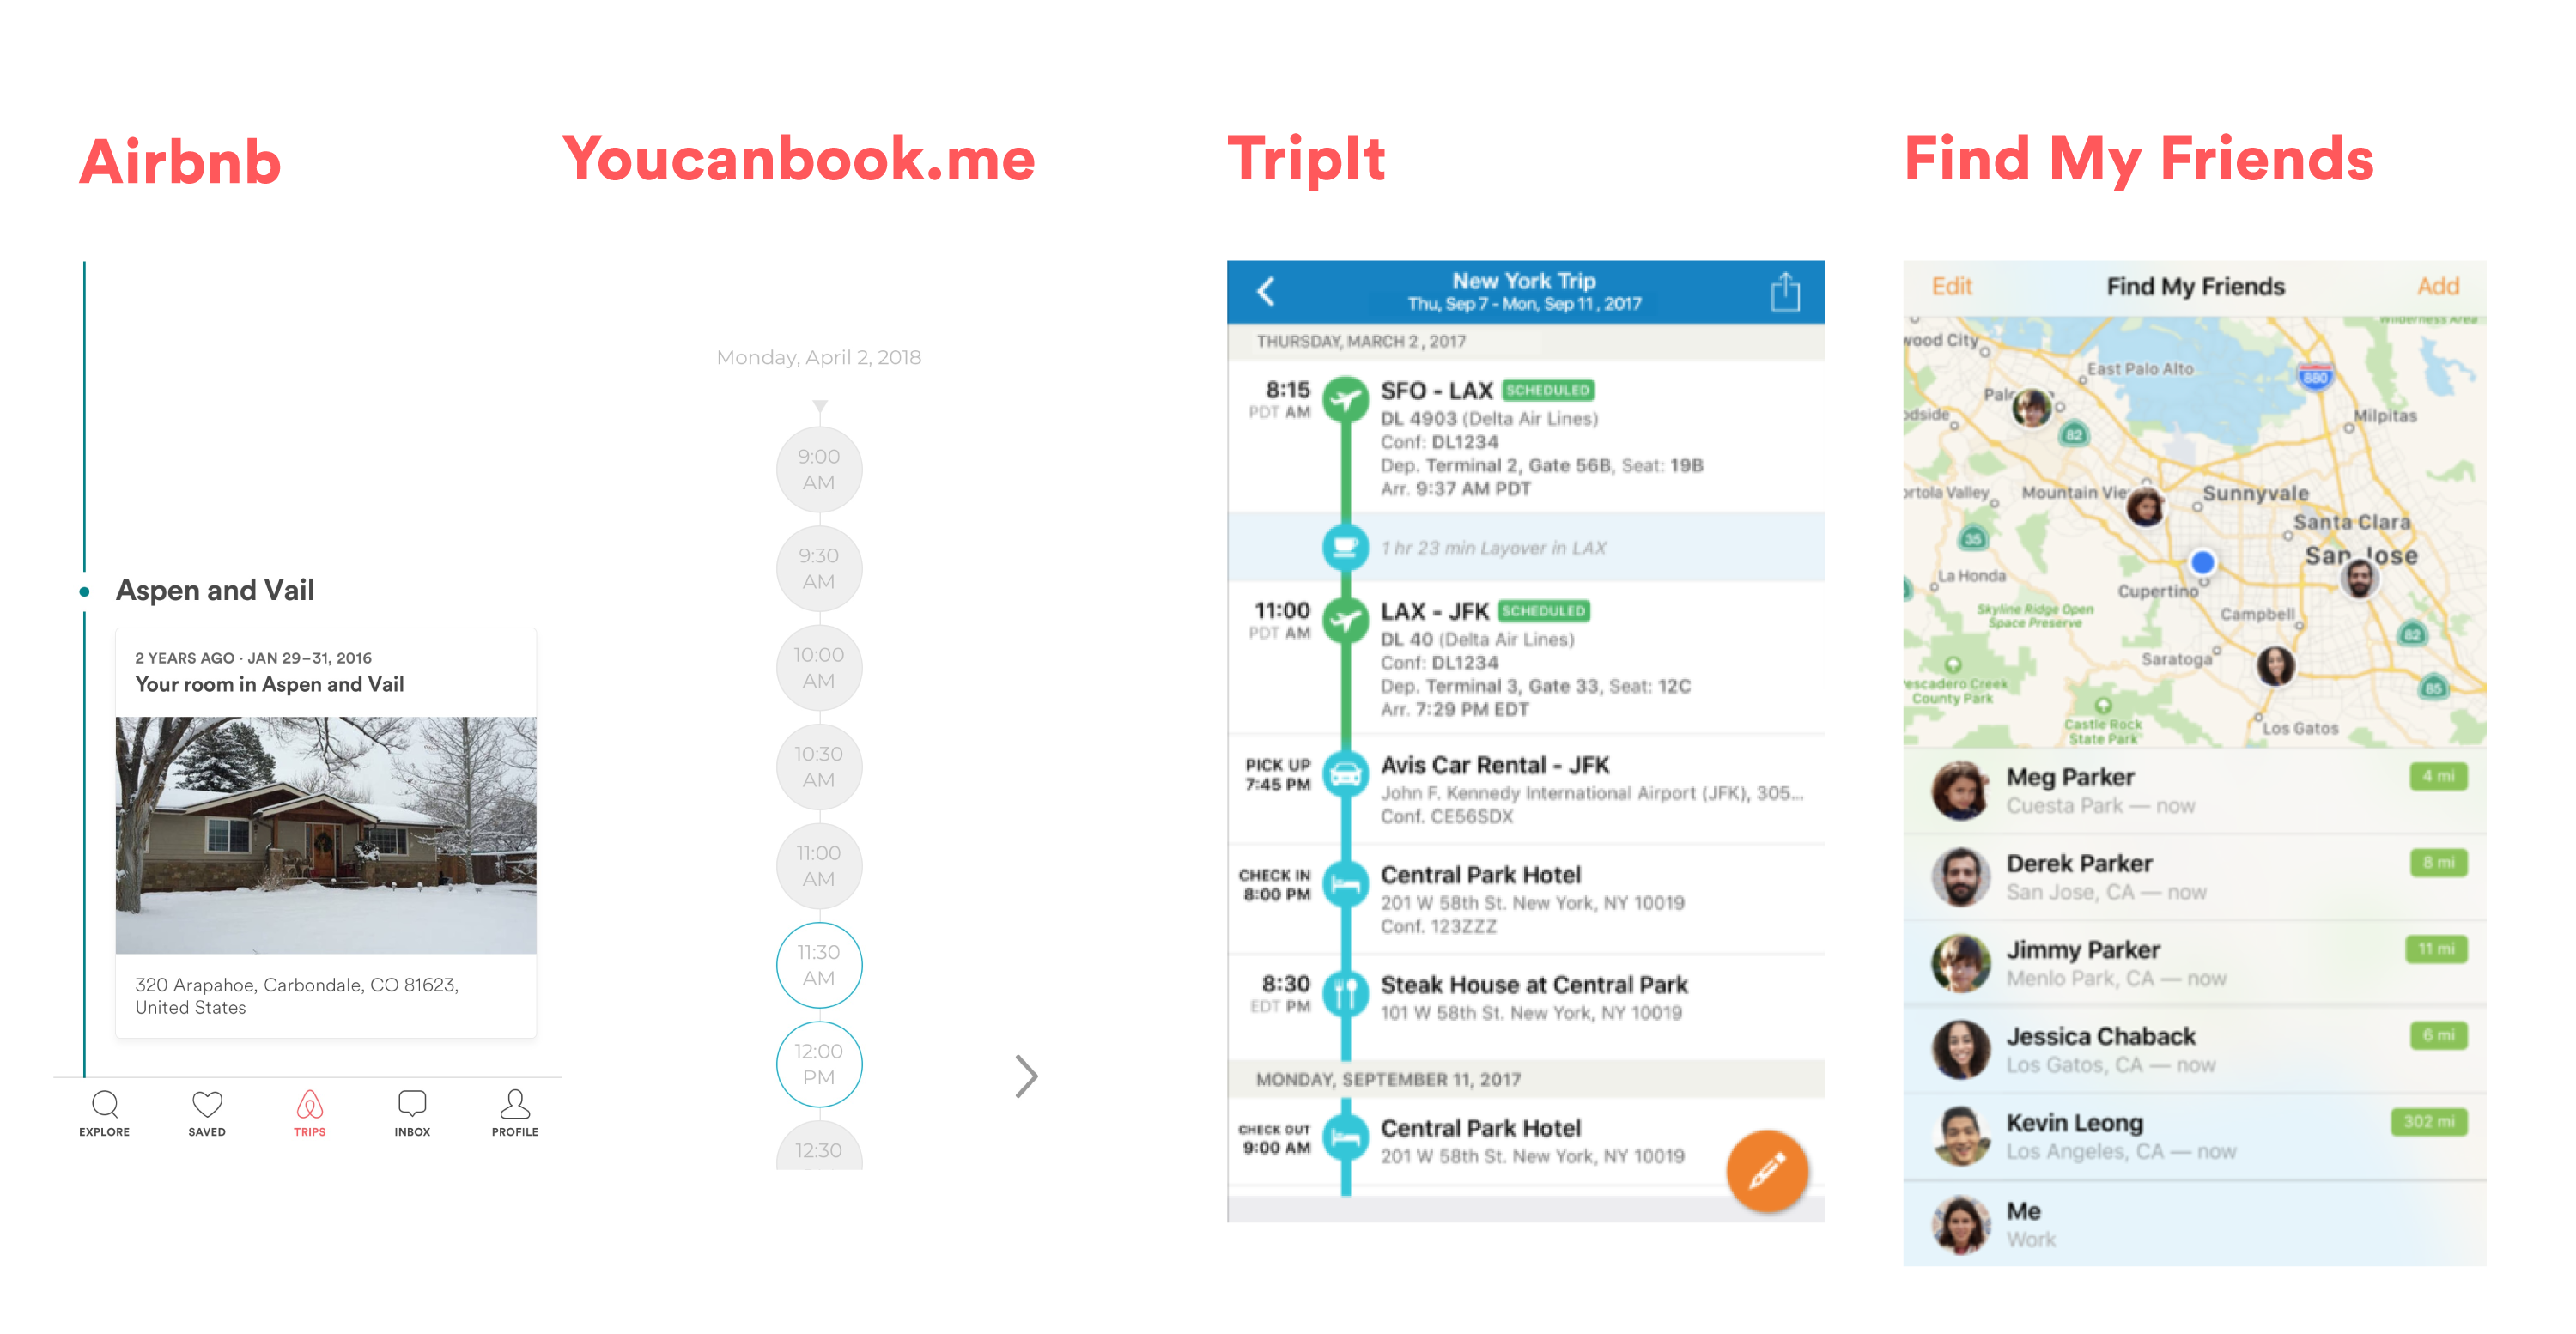 Airbnb
Aspen and Vail
2 YEARS AGO · JAN 29–31, 2016
Your room in Aspen and Vail
320 Arapahoe, Carbondale, CO 81623,
United States
EXPLORE
SAVED
TRIPS
INBOX
PROFILE
Youcanbook.me
Monday, April 2, 2018
9:00
AM
9:30
AM
10:00
AM
10:30
AM
11:00
AM
11:30
AM
12:00
PM
12:30
TripIt
New York Trip
Thu, Sep 7 - Mon, Sep 11, 2017
THURSDAY, MARCH 2, 2017
8:15
PDT AM
SFO - LAX SCHEDULED
DL 4903 (Delta Air Lines)
Conf: DL1234
Dep. Terminal 2, Gate 56B, Seat: 19B
Arr. 9:37 AM PDT
1 hr 23 min Layover in LAX
11:00
PDT AM
LAX - JFK SCHEDULED
DL 40 (Delta Air Lines)
Conf: DL1234
Dep. Terminal 3, Gate 33, Seat: 12C
Arr. 7:29 PM EDT
PICK UP
7:45 PM
Avis Car Rental - JFK
John F. Kennedy International Airport (JFK), 305...
Conf. CE56SDX
CHECK IN
8:00 PM
Central Park Hotel
201 W 58th St. New York, NY 10019
Conf. 123ZZZ
8:30
EDT PM
Steak House at Central Park
101 W 58th St. New York, NY 10019
MONDAY, SEPTEMBER 11, 2017
CHECK OUT
9:00 AM
Central Park Hotel
201 W 58th St. New York, NY 10019
Find My Friends
Edit
Find My Friends
Add
Wilderness Area
wood City
East Palo Alto
880
Palo
dside
82
Milpitas
ortola Valley
Mountain Vie
Sunnyvale
Santa Clara
35
San Jose
La Honda
Cupertino
Skyline Ridge Open
Space Preserve
Campbell
82
Saratoga
escadero Creek
County Park
85
Castle Rock
State Park
Los Gatos
Meg Parker
4 mi
Cuesta Park — now
Derek Parker
8 mi
San Jose, CA — now
Jimmy Parker
11 mi
Menlo Park, CA — now
Jessica Chaback
6 mi
Los Gatos, CA — now
Kevin Leong
302 mi
Los Angeles, CA — now
Me
Work